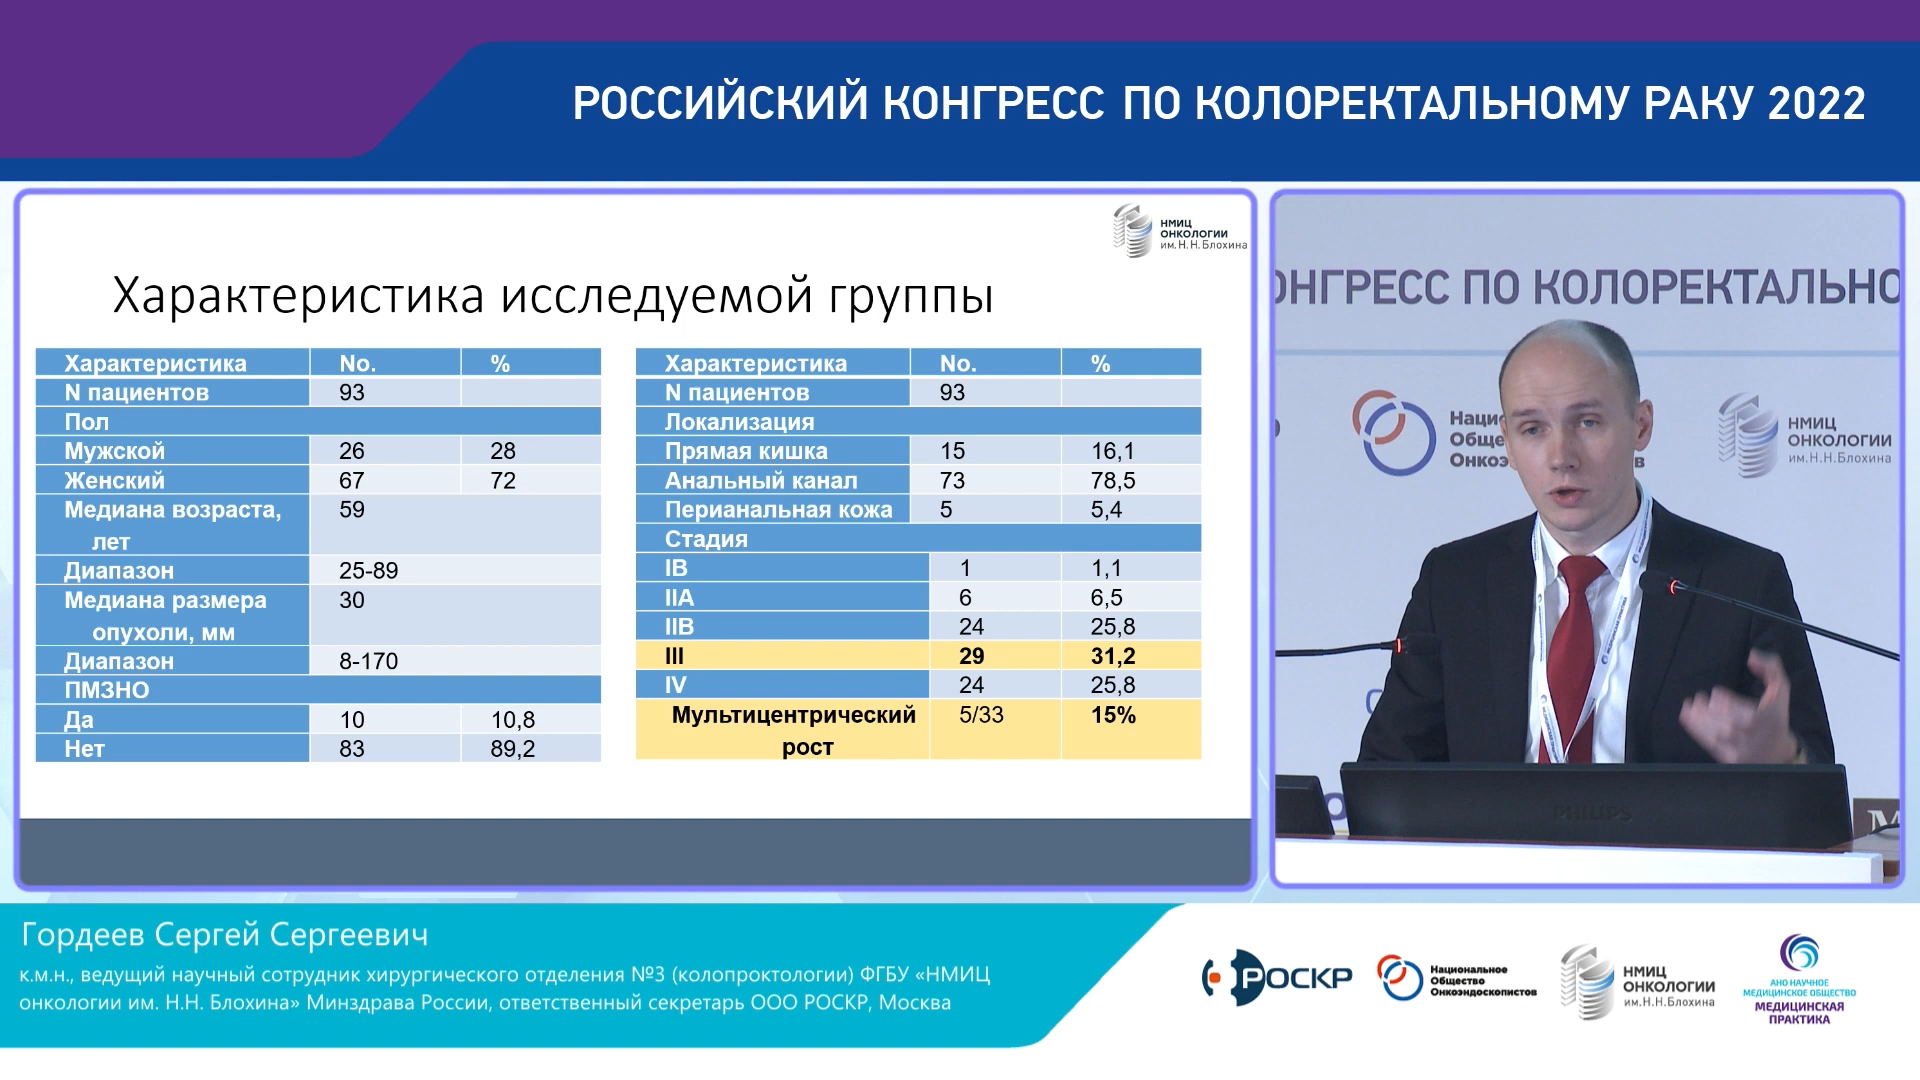 РОССИЙСКИЙ КОНГРЕСС ПО КОЛОРЕКТАЛЬНОМУ РАКУ 2022
НМИЦ
ОНКОЛОГИИ
им. Н.Н. Блохина
Характеристика исследуемой группы
Характеристика No. %
N пациентов 93
Пол
Мужской 26 28
Женский 67 72
Медиана возраста, 59
лет
Диапазон 25-89
Медиана размера 30
опухоли, мм
Диапазон 8-170
ПМЗНО
Да 10 10,8
Нет 83 89,2
Характеристика No. %
N пациентов 93
Локализация
Прямая кишка 15 16,1
Анальный канал 73 78,5
Перианальная кожа 5 5,4
Стадия
IB 1 1,1
IIA 6 6,5
IIB 24 25,8
III 29 31,2
IV 24 25,8
Мультицентрический 5/33 15%
рост
ОНГРЕСС ПО КОЛОРЕКТАЛЬНО
Наци
Обще
Онкоэ ов
НМИЦ
ОНКОЛОГИИ
им. Н.Н. Блохина
PHILIPS
Гордеев Сергей Сергеевич
к.м.н., ведущий научный сотрудник хирургического отделения №3 (колопроктологии) ФГБУ «НМИЦ
онкологии им. Н.Н. Блохина» Минздрава России, ответственный секретарь ООО РОСКР, Москва
РОСКР
Национальное
Общество
Онкоэндоскопистов
НМИЦ
ОНКОЛОГИИ
им. Н.Н. Блохина
АНО НАУЧНОЕ
МЕДИЦИНСКОЕ ОБЩЕСТВО
МЕДИЦИНСКАЯ
ПРАКТИКА